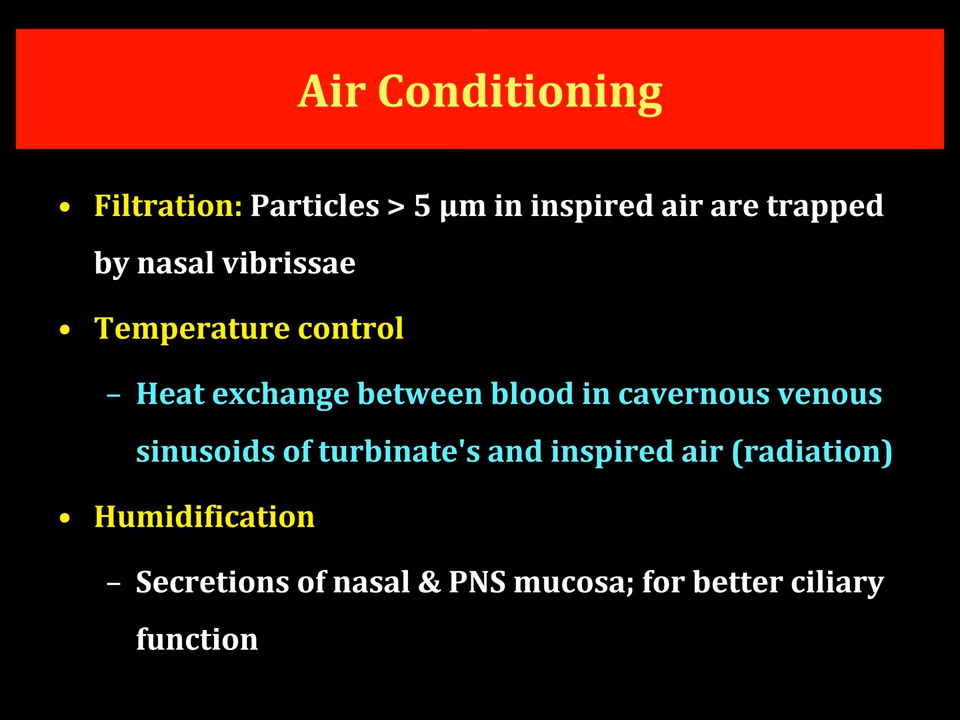 Air Conditioning
• Filtration: Particles > 5 μm in inspired air are trapped
by nasal vibrissae
• Temperature control
– Heat exchange between blood in cavernous venous
sinusoids of turbinate's and inspired air (radiation)
• Humidification
– Secretions of nasal & PNS mucosa; for better ciliary
function